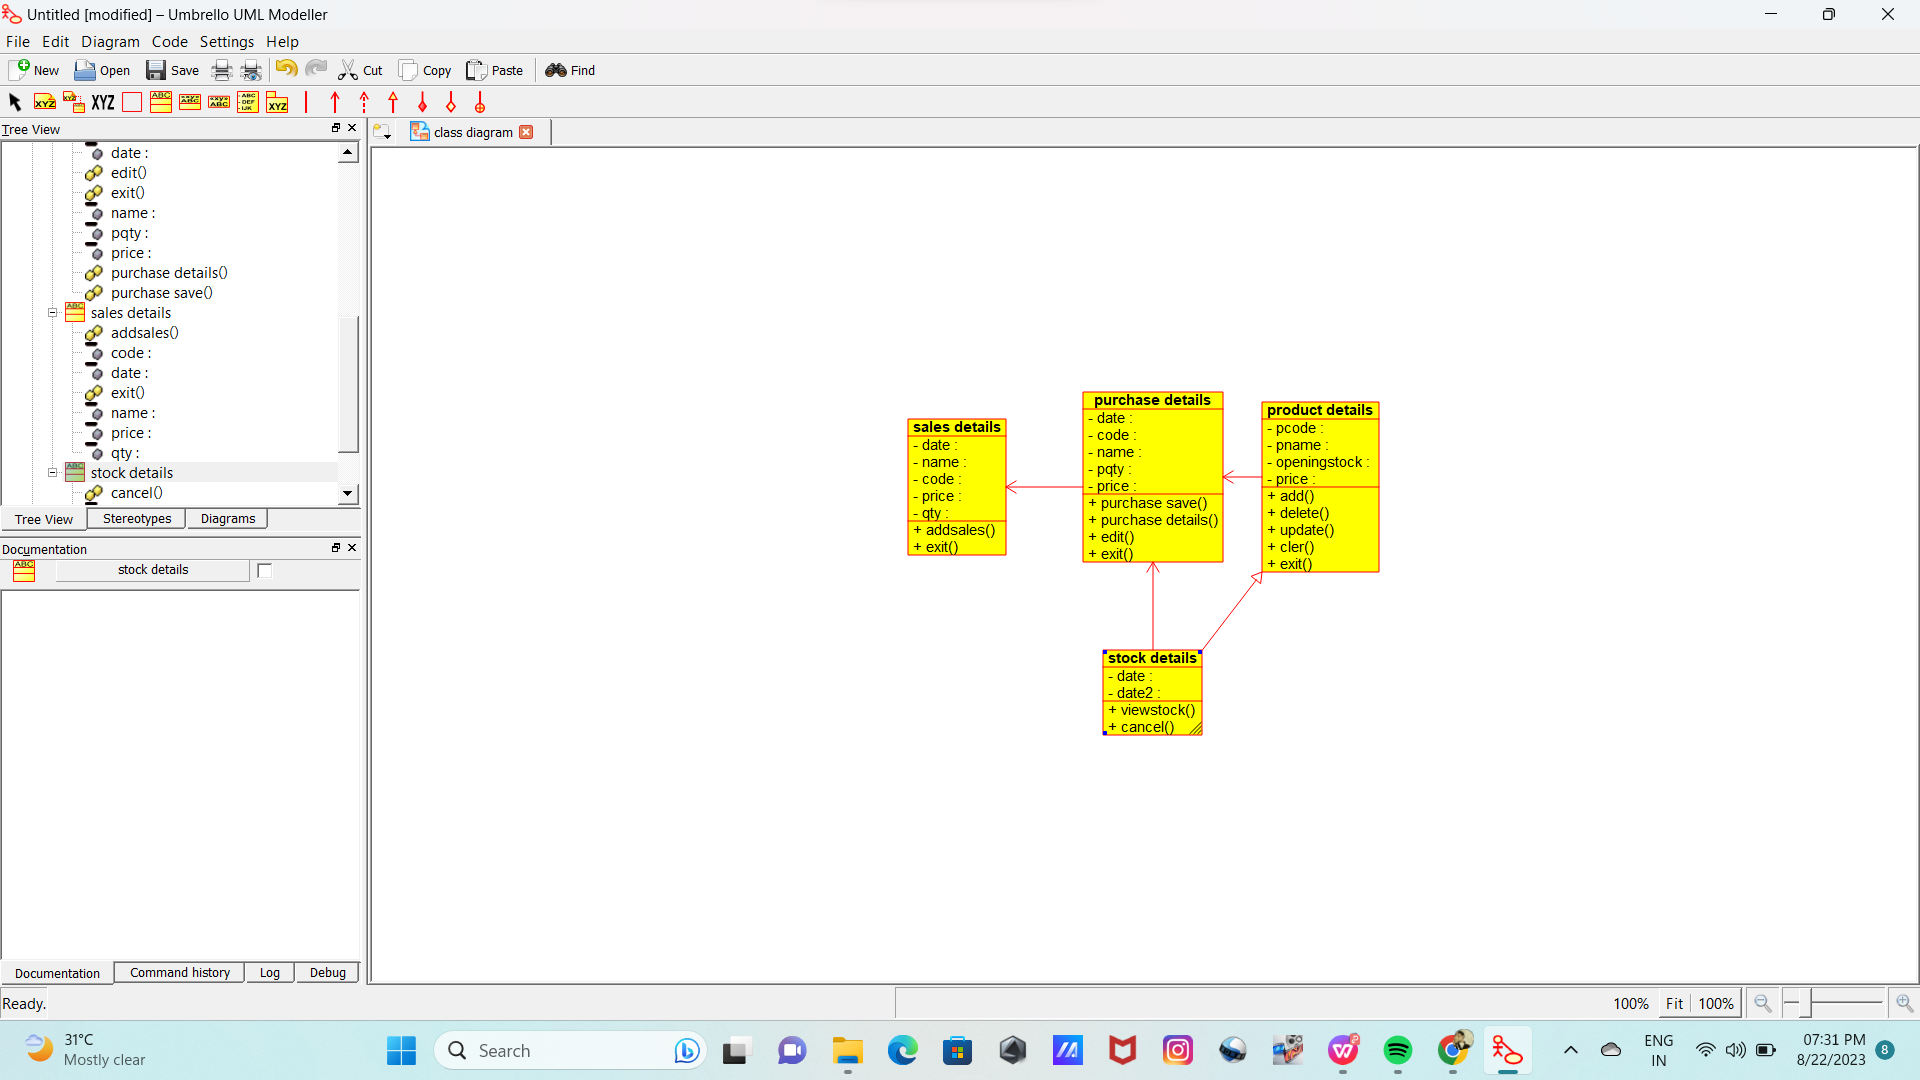 Untitled [modified] – Umbrello UML Modeller
File Edit Diagram Code Settings Help
New Open Save Cut Copy Paste Find
XYZ XYZ XYZ ABC XYZ
Tree View
class diagram
date :
edit()
exit()
name :
pqty :
price :
purchase details()
purchase save()
sales details
addsales()
code :
date :
exit()
name :
price :
qty :
stock details
cancel()
Tree View Stereotypes Diagrams
Documentation
ABC stock details
Documentation Command history Log Debug
sales details
- date :
- name :
- code :
- price :
- qty :
+ addsales()
+ exit()
purchase details
- date :
- code :
- name :
- pqty :
- price :
+ purchase save()
+ purchase details()
+ edit()
+ exit()
product details
- pcode :
- pname :
- openingstock :
- price :
+ add()
+ delete()
+ update()
+ cler()
+ exit()
stock details
- date :
- date2 :
+ viewstock()
+ cancel()
Ready.
100% Fit 100%
31°C
Mostly clear
Search
ENG
IN
07:31 PM
8/22/2023
8